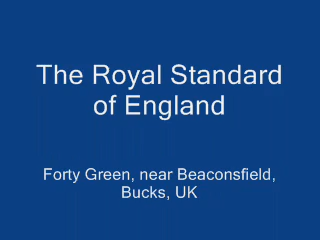 The Royal Standard
of England
Forty Green, near Beaconsfield,
Bucks, UK